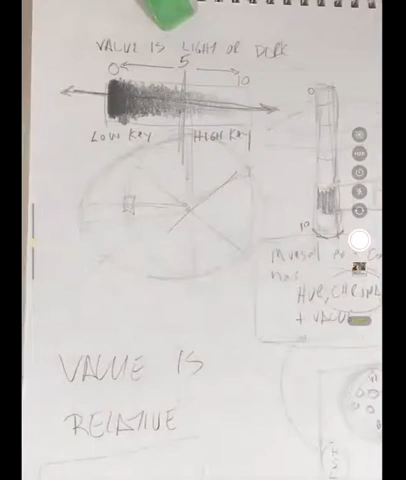 VALUE IS LIGHT OR DARK
0
5
10
LOW KEY
HIGH KEY
0
10
HUE, CHROMA
+ VALUE
VALUE IS
RELATIVE